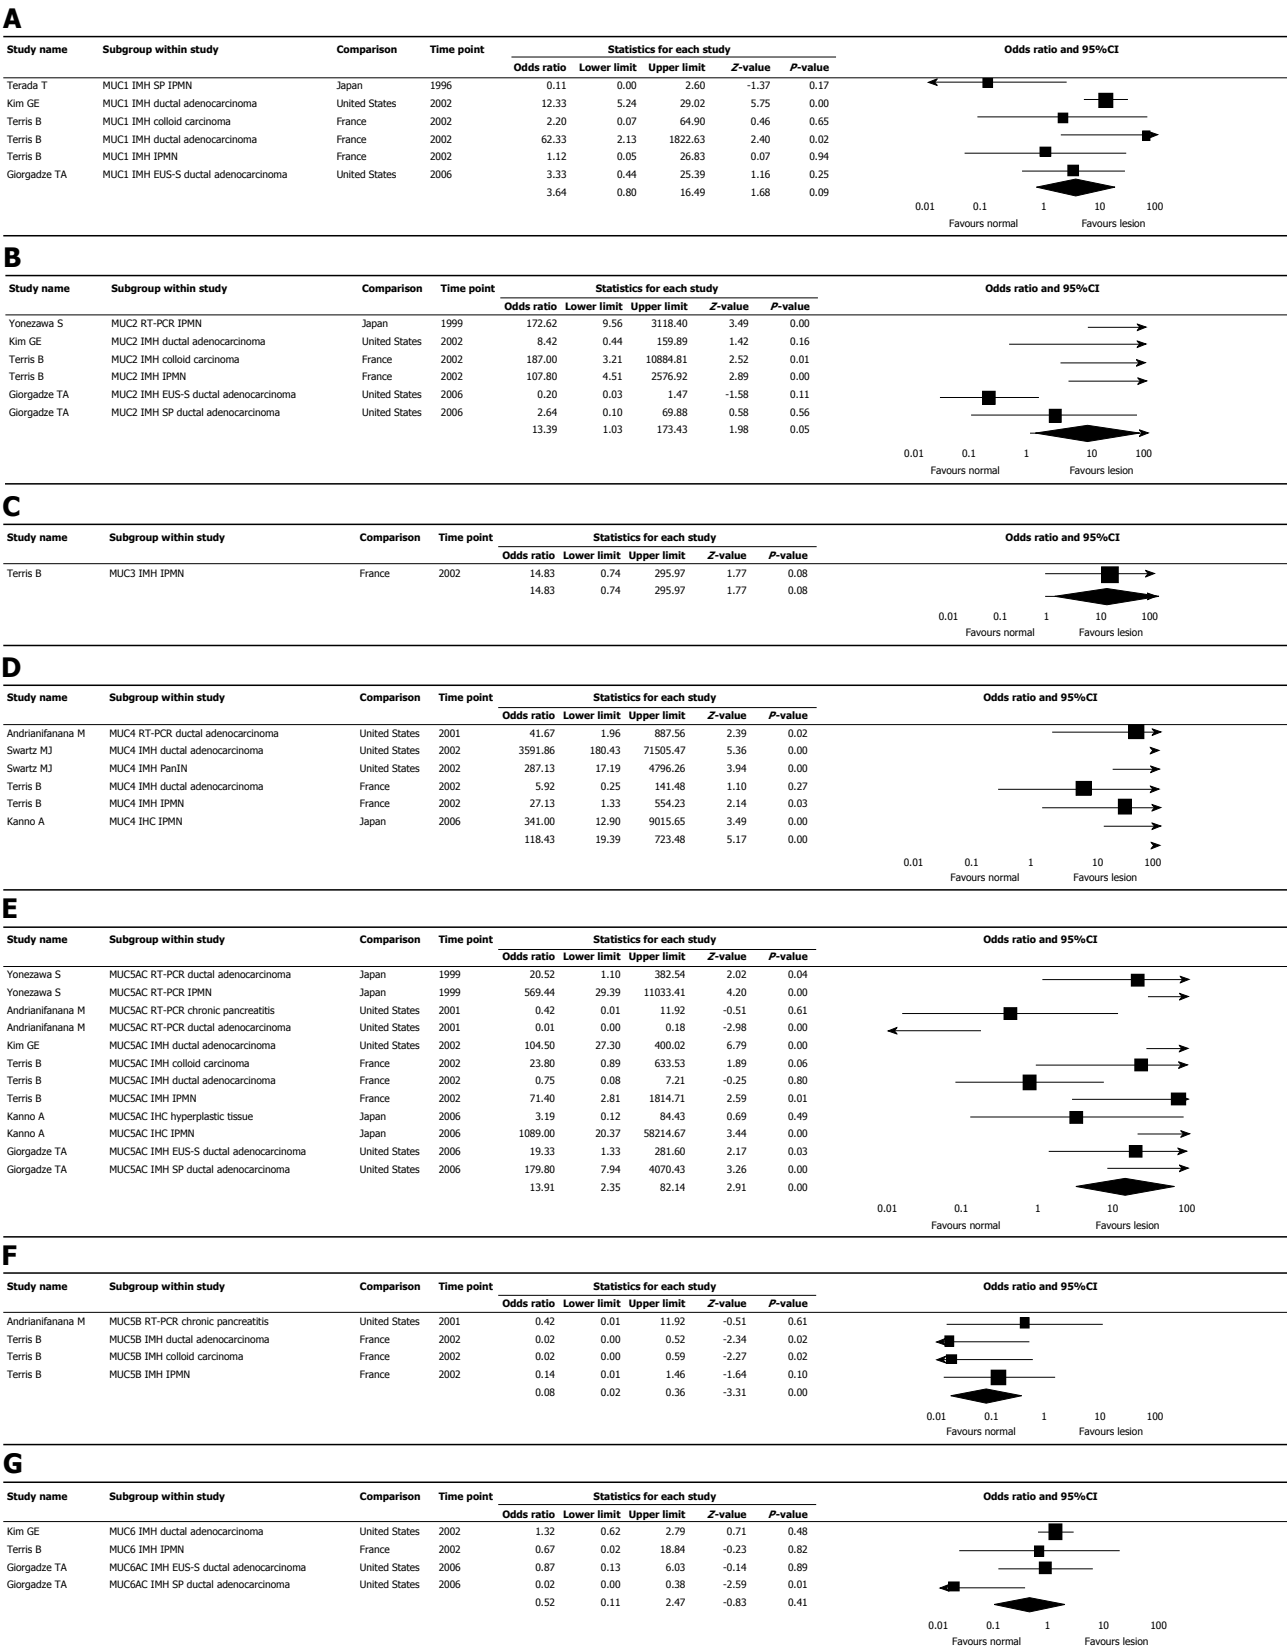 A
Study name Subgroup within study Comparison Time point Statistics for each study Odds ratio and 95%CI
Odds ratio Lower limit Upper limit Z-value P-value
Terada T MUC1 IMH SP IPMN Japan 1996 0.11 0.00 2.60 -1.37 0.17
Kim GE MUC1 IMH ductal adenocarcinoma United States 2002 12.33 5.24 29.02 5.75 0.00
Terris B MUC1 IMH colloid carcinoma France 2002 2.20 0.07 64.90 0.46 0.65
Terris B MUC1 IMH ductal adenocarcinoma France 2002 62.33 2.13 1822.63 2.40 0.02
Terris B MUC1 IMH IPMN France 2002 1.12 0.05 26.83 0.07 0.94
Giorgadze TA MUC1 IMH EUS-S ductal adenocarcinoma United States 2006 3.33 0.44 25.39 1.16 0.25
3.64 0.80 16.49 1.68 0.09
0.01 0.1 1 10 100
Favours normal Favours lesion
B
Study name Subgroup within study Comparison Time point Statistics for each study Odds ratio and 95%CI
Odds ratio Lower limit Upper limit Z-value P-value
Yonezawa S MUC2 RT-PCR IPMN Japan 1999 172.62 9.56 3118.40 3.49 0.00
Kim GE MUC2 IMH ductal adenocarcinoma United States 2002 8.42 0.44 159.89 1.42 0.16
Terris B MUC2 IMH colloid carcinoma France 2002 187.00 3.21 10884.81 2.52 0.01
Terris B MUC2 IMH IPMN France 2002 107.80 4.51 2576.92 2.89 0.00
Giorgadze TA MUC2 IMH EUS-S ductal adenocarcinoma United States 2006 0.20 0.03 1.47 -1.58 0.11
Giorgadze TA MUC2 IMH SP ductal adenocarcinoma United States 2006 2.64 0.10 69.88 0.58 0.56
13.39 1.03 173.43 1.98 0.05
0.01 0.1 1 10 100
Favours normal Favours lesion
C
Study name Subgroup within study Comparison Time point Statistics for each study Odds ratio and 95%CI
Odds ratio Lower limit Upper limit Z-value P-value
Terris B MUC3 IMH IPMN France 2002 14.83 0.74 295.97 1.77 0.08
14.83 0.74 295.97 1.77 0.08
0.01 0.1 1 10 100
Favours normal Favours lesion
D
Study name Subgroup within study Comparison Time point Statistics for each study Odds ratio and 95%CI
Odds ratio Lower limit Upper limit Z-value P-value
Andrianifanana M MUC4 RT-PCR ductal adenocarcinoma United States 2001 41.67 1.96 887.56 2.39 0.02
Swartz MJ MUC4 IMH ductal adenocarcinoma United States 2002 3591.86 180.43 71505.47 5.36 0.00
Swartz MJ MUC4 IMH PanIN United States 2002 287.13 17.19 4796.26 3.94 0.00
Terris B MUC4 IMH ductal adenocarcinoma France 2002 5.92 0.25 141.48 1.10 0.27
Terris B MUC4 IMH IPMN France 2002 27.13 1.33 554.23 2.14 0.03
Kanno A MUC4 IHC IPMN Japan 2006 341.00 12.90 9015.65 3.49 0.00
118.43 19.39 723.48 5.17 0.00
0.01 0.1 1 10 100
Favours normal Favours lesion
E
Study name Subgroup within study Comparison Time point Statistics for each study Odds ratio and 95%CI
Odds ratio Lower limit Upper limit Z-value P-value
Yonezawa S MUC5AC RT-PCR ductal adenocarcinoma Japan 1999 20.52 1.10 382.54 2.02 0.04
Yonezawa S MUC5AC RT-PCR IPMN Japan 1999 569.44 29.39 11033.41 4.20 0.00
Andrianifanana M MUC5AC RT-PCR chronic pancreatitis United States 2001 0.42 0.01 11.92 -0.51 0.61
Andrianifanana M MUC5AC RT-PCR ductal adenocarcinoma United States 2001 0.01 0.00 0.18 -2.98 0.00
Kim GE MUC5AC IMH ductal adenocarcinoma United States 2002 104.50 27.30 400.02 6.79 0.00
Terris B MUC5AC IMH colloid carcinoma France 2002 23.80 0.89 633.53 1.89 0.06
Terris B MUC5AC IMH ductal adenocarcinoma France 2002 0.75 0.08 7.21 -0.25 0.80
Terris B MUC5AC IMH IPMN France 2002 71.40 2.81 1814.71 2.59 0.01
Kanno A MUC5AC IHC hyperplastic tissue Japan 2006 3.19 0.12 84.43 0.69 0.49
Kanno A MUC5AC IHC IPMN Japan 2006 1089.00 20.37 58214.67 3.44 0.00
Giorgadze TA MUC5AC IMH EUS-S ductal adenocarcinoma United States 2006 19.33 1.33 281.60 2.17 0.03
Giorgadze TA MUC5AC IMH SP ductal adenocarcinoma United States 2006 179.80 7.94 4070.43 3.26 0.00
13.91 2.35 82.14 2.91 0.00
0.01 0.1 1 10 100
Favours normal Favours lesion
F
Study name Subgroup within study Comparison Time point Statistics for each study Odds ratio and 95%CI
Odds ratio Lower limit Upper limit Z-value P-value
Andrianifanana M MUC5B RT-PCR chronic pancreatitis United States 2001 0.42 0.01 11.92 -0.51 0.61
Terris B MUC5B IMH ductal adenocarcinoma France 2002 0.02 0.00 0.52 -2.34 0.02
Terris B MUC5B IMH colloid carcinoma France 2002 0.02 0.00 0.59 -2.27 0.02
Terris B MUC5B IMH IPMN France 2002 0.14 0.01 1.46 -1.64 0.10
0.08 0.02 0.36 -3.31 0.00
0.01 0.1 1 10 100
Favours normal Favours lesion
G
Study name Subgroup within study Comparison Time point Statistics for each study Odds ratio and 95%CI
Odds ratio Lower limit Upper limit Z-value P-value
Kim GE MUC6 IMH ductal adenocarcinoma United States 2002 1.32 0.62 2.79 0.71 0.48
Terris B MUC6 IMH IPMN France 2002 0.67 0.02 18.84 -0.23 0.82
Giorgadze TA MUC6AC IMH EUS-S ductal adenocarcinoma United States 2006 0.87 0.13 6.03 -0.14 0.89
Giorgadze TA MUC6AC IMH SP ductal adenocarcinoma United States 2006 0.02 0.00 0.38 -2.59 0.01
0.52 0.11 2.47 -0.83 0.41
0.01 0.1 1 10 100
Favours normal Favours lesion